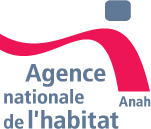 Agence
nationale
de l'habitat
Anah